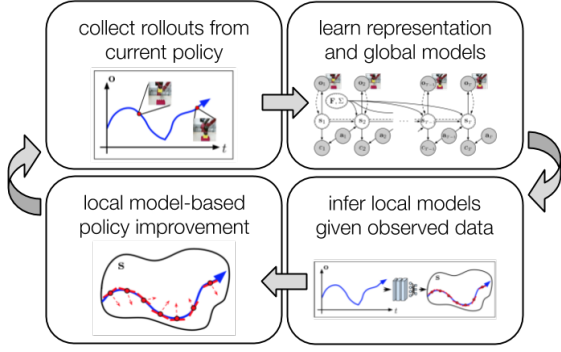 collect rollouts from
current policy
o
t
learn representation
and global models
F, Σ
...
local model-based
policy improvement
S
infer local models
given observed data
o
t
S